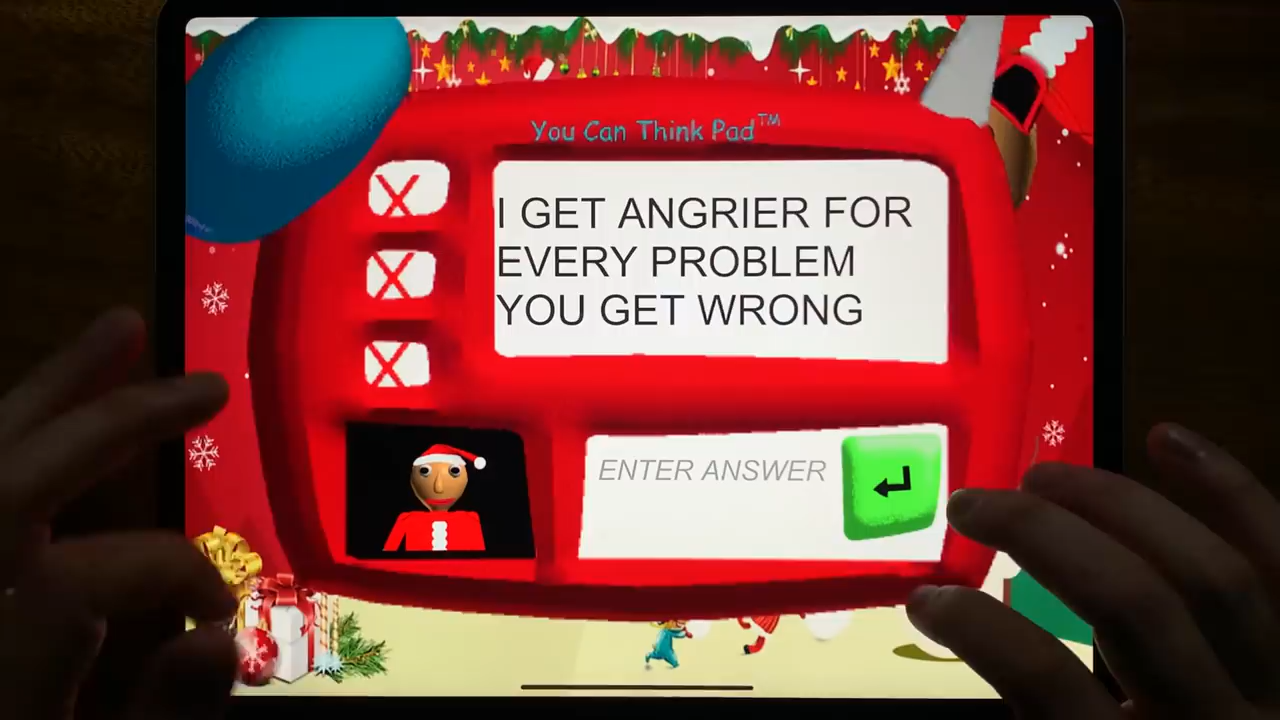 You Can Think Pad™
I GET ANGRIER FOR
EVERY PROBLEM
YOU GET WRONG
ENTER ANSWER